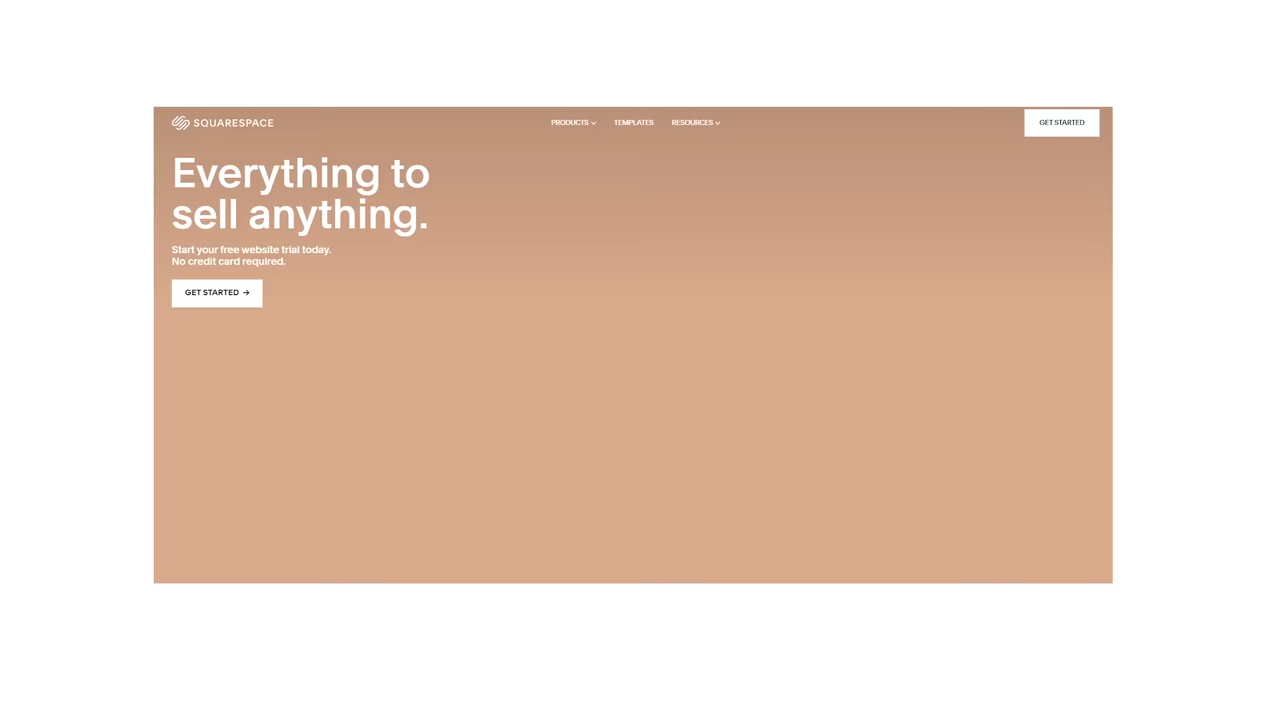 SQUARESPACE
PRODUCTS
TEMPLATES
RESOURCES
GET STARTED
Everything to
sell anything.
Start your free website trial today.
No credit card required.
GET STARTED →